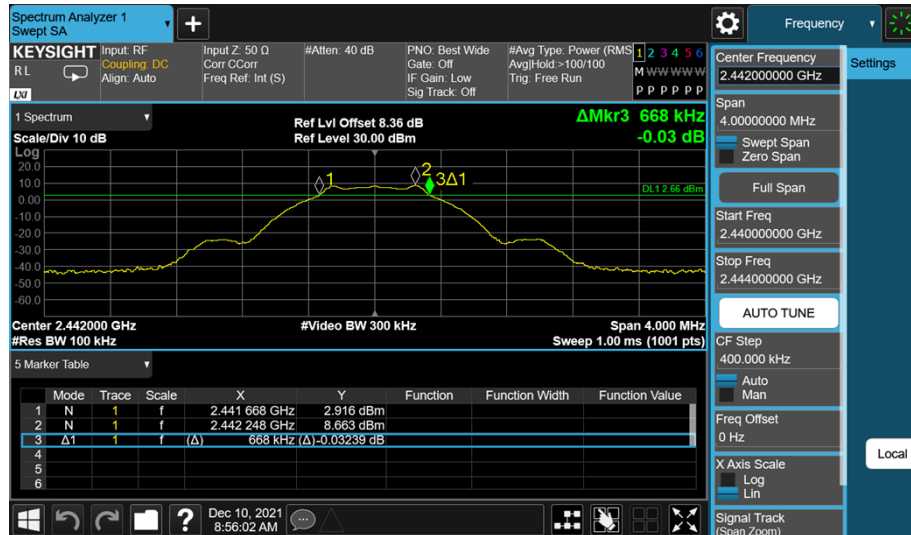 Spectrum Analyzer 1
Swept SA
Frequency
KEYSIGHT
R L
LXI
Input: RF
Coupling: DC
Align: Auto
Input Z: 50 Ω
Corr CCorr
Freq Ref: Int (S)
#Atten: 40 dB
PNO: Best Wide
Gate: Off
IF Gain: Low
Sig Track: Off
#Avg Type: Power (RMS
Avg|Hold:>100/100
Trig: Free Run
1 2 3 4 5 6
M W W W W W
P P P P P P
1 Spectrum
Scale/Div 10 dB
Ref Lvl Offset 8.36 dB
Ref Level 30.00 dBm
ΔMkr3 668 kHz
-0.03 dB
Log
20.0
10.0
0.00
-10.0
-20.0
-30.0
-40.0
-50.0
-60.0
1
2
3Δ1
DL1 2.66 dBm
Center 2.442000 GHz
#Res BW 100 kHz
#Video BW 300 kHz
Span 4.000 MHz
Sweep 1.00 ms (1001 pts)
5 Marker Table
Mode Trace Scale X Y Function Function Width Function Value
1 N 1 f 2.441 668 GHz 2.916 dBm
2 N 1 f 2.442 248 GHz 8.663 dBm
3 Δ1 1 f (Δ) 668 kHz (Δ)-0.03239 dB
4
5
6
Dec 10, 2021
8:56:02 AM
Center Frequency
2.442000000 GHz
Span
4.00000000 MHz
Swept Span
Zero Span
Full Span
Start Freq
2.440000000 GHz
Stop Freq
2.444000000 GHz
AUTO TUNE
CF Step
400.000 kHz
Auto
Man
Freq Offset
0 Hz
X Axis Scale
Log
Lin
Signal Track
(Span Zoom)
Settings
Local